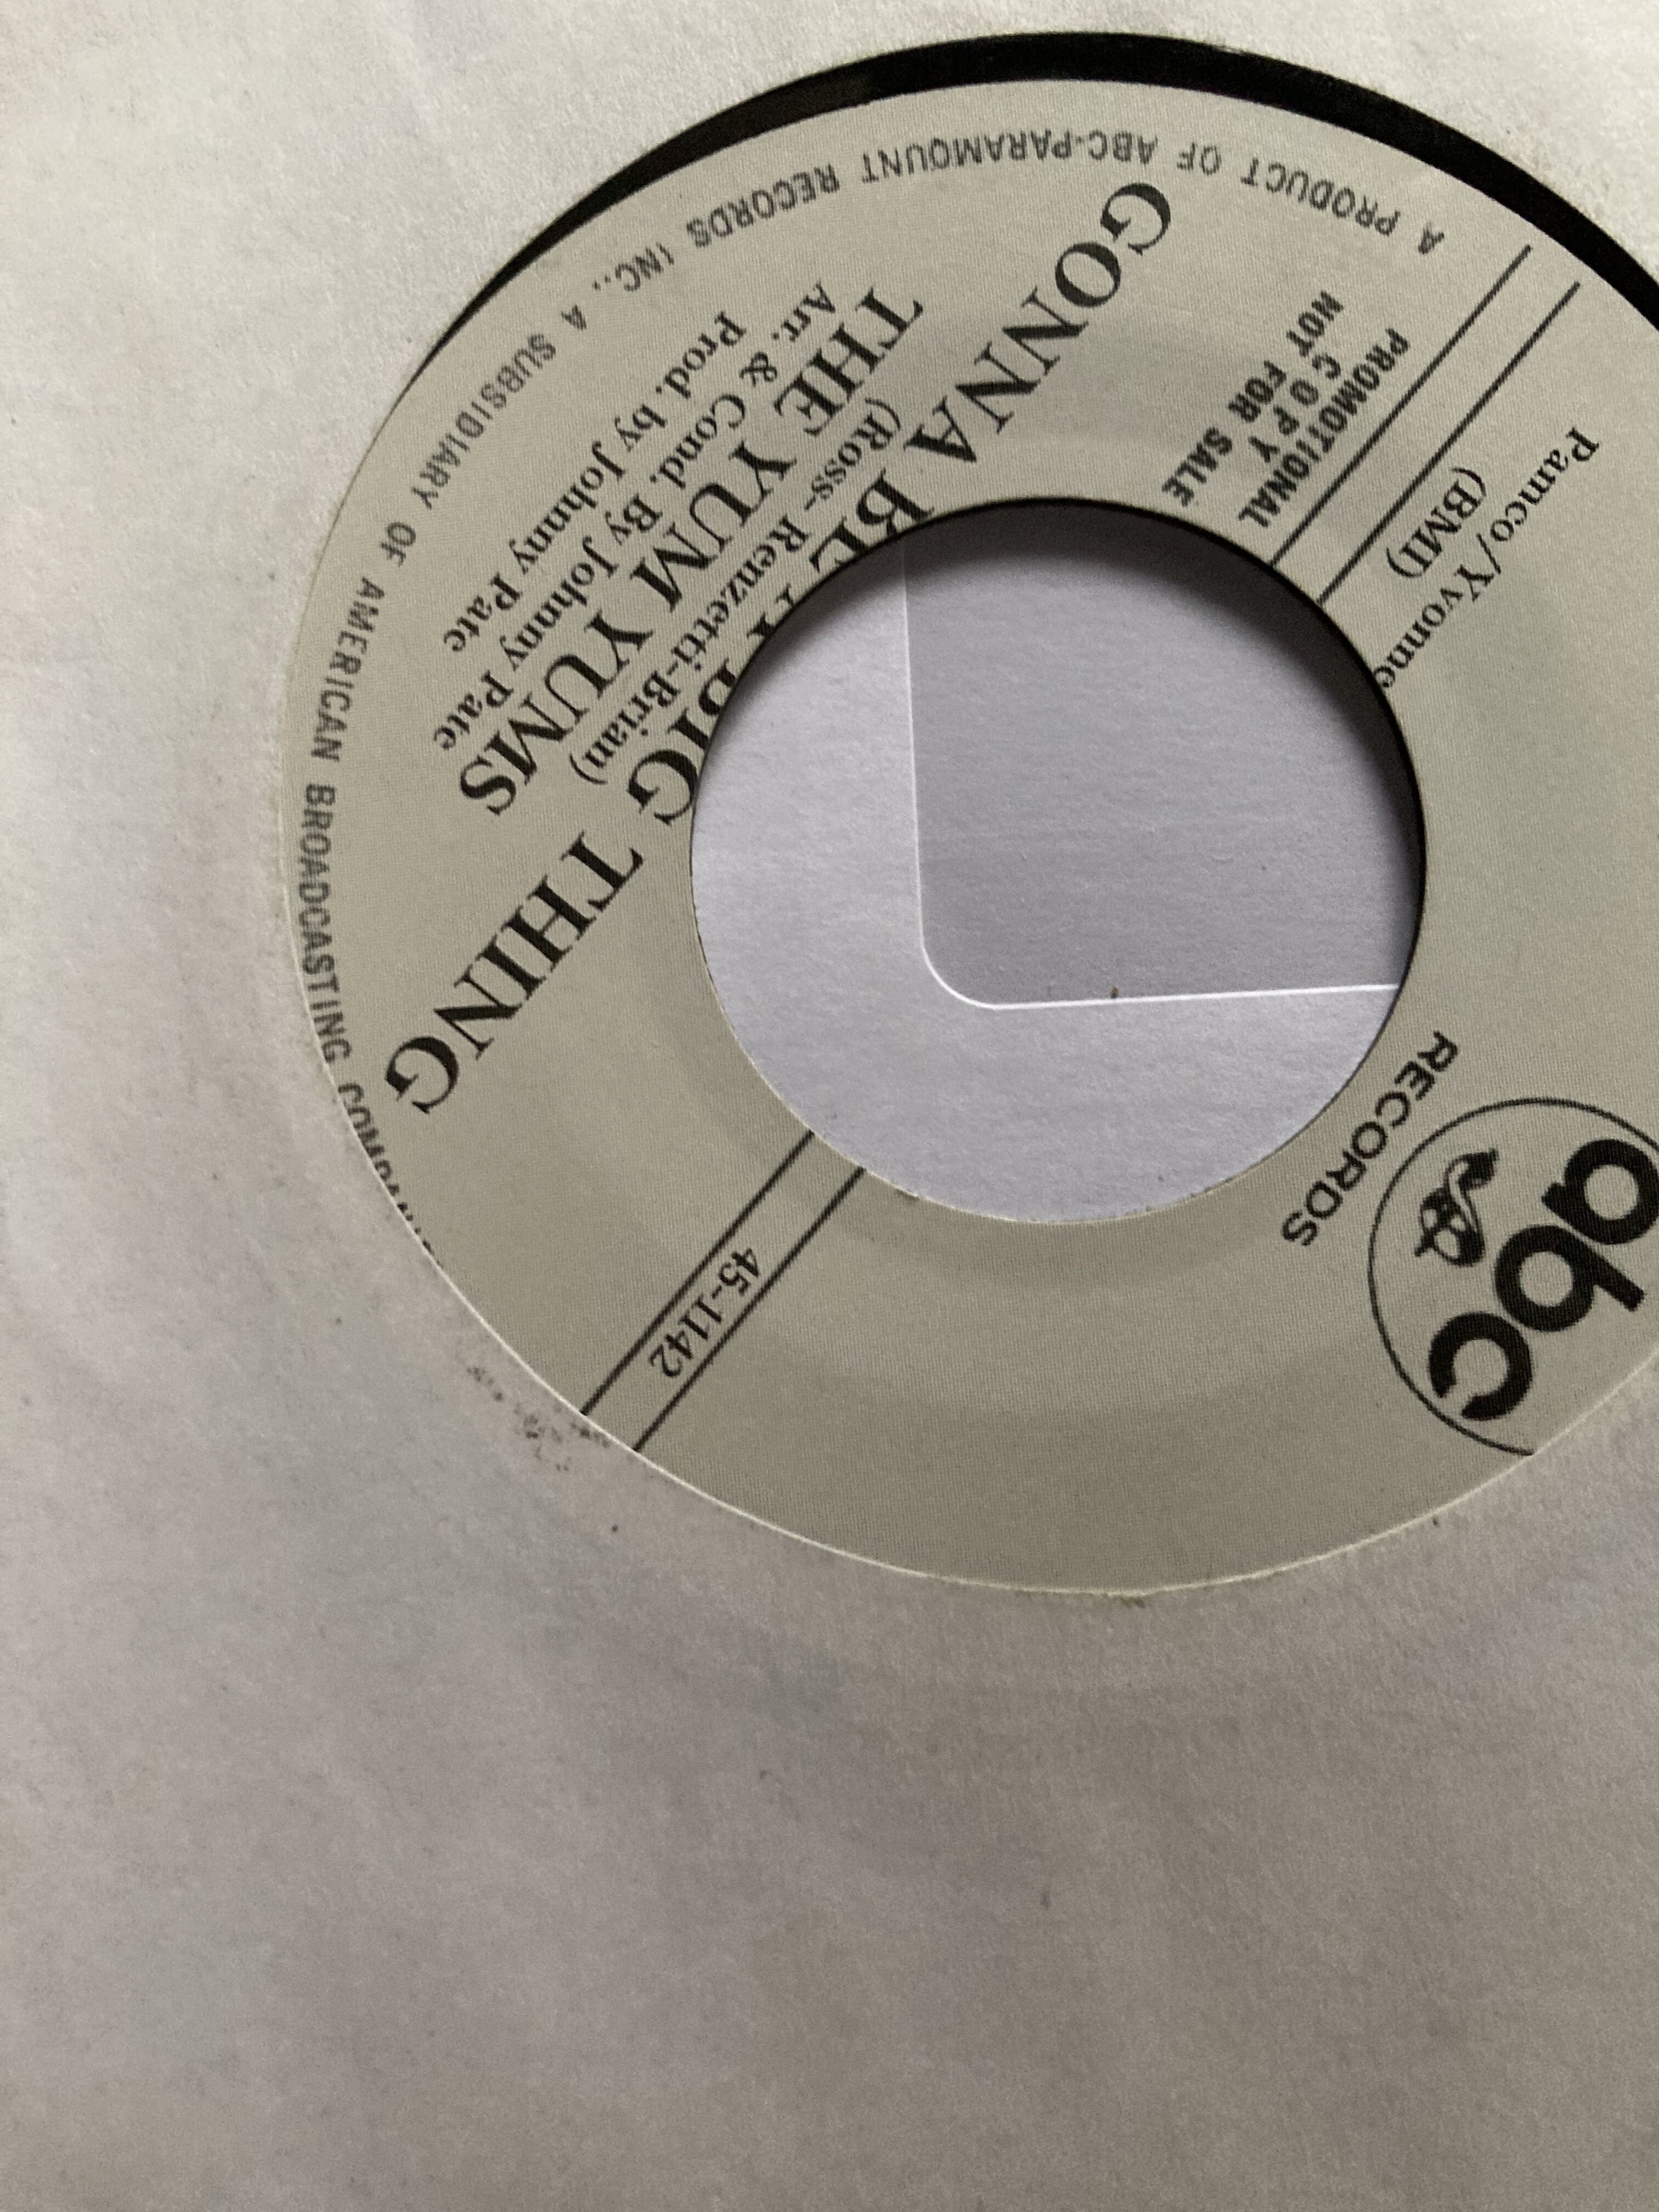 abc
RECORDS
Pamco/Yvonne
(BMI)
45-1142
PROMOTIONAL
COPY
NOT FOR SALE
GONNA BE A BIG THING
(Ross- Renzetti-Brian)
THE YUM YUMS
Arr. & Cond. By Johnny Pate
Prod. by Johnny Pate
A PRODUCT OF ABC-PARAMOUNT RECORDS INC., A SUBSIDIARY OF AMERICAN BROADCASTING